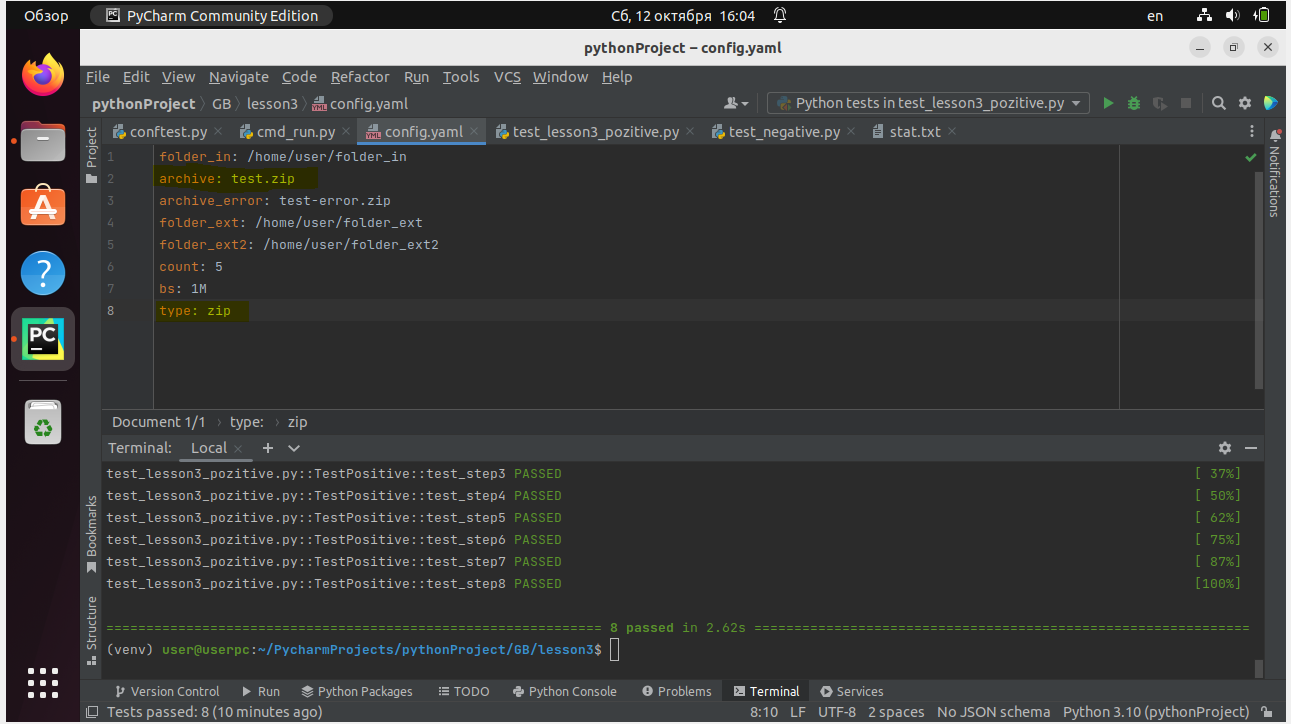 Обзор PyCharm Community Edition Сб, 12 октября 16:04 en
pythonProject – config.yaml
File Edit View Navigate Code Refactor Run Tools VCS Window Help
pythonProject GB lesson3 config.yaml Python tests in test_lesson3_pozitive.py
conftest.py cmd_run.py config.yaml test_lesson3_pozitive.py test_negative.py stat.txt
Project
Notifications
1 folder_in: /home/user/folder_in
2 archive: test.zip
3 archive_error: test-error.zip
4 folder_ext: /home/user/folder_ext
5 folder_ext2: /home/user/folder_ext2
6 count: 5
7 bs: 1M
8 type: zip
Document 1/1 type: zip
Terminal: Local
Bookmarks
Structure
test_lesson3_pozitive.py::TestPositive::test_step3 PASSED [ 37%]
test_lesson3_pozitive.py::TestPositive::test_step4 PASSED [ 50%]
test_lesson3_pozitive.py::TestPositive::test_step5 PASSED [ 62%]
test_lesson3_pozitive.py::TestPositive::test_step6 PASSED [ 75%]
test_lesson3_pozitive.py::TestPositive::test_step7 PASSED [ 87%]
test_lesson3_pozitive.py::TestPositive::test_step8 PASSED [100%]
============================================================== 8 passed in 2.62s ==============================================================
(venv) user@userpc:~/PycharmProjects/pythonProject/GB/lesson3$
Version Control Run Python Packages TODO Python Console Problems Terminal Services
Tests passed: 8 (10 minutes ago) 8:10 LF UTF-8 2 spaces No JSON schema Python 3.10 (pythonProject)